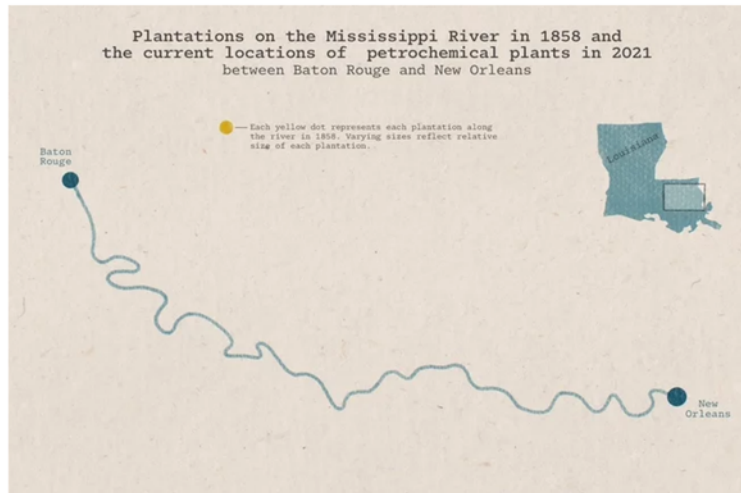 Plantations on the Mississippi River in 1858 and
the current locations of petrochemical plants in 2021
between Baton Rouge and New Orleans
Each yellow dot represents each plantation along
the river in 1858. Varying sizes reflect relative
size of each plantation.
Louisiana
Baton
Rouge
New
Orleans